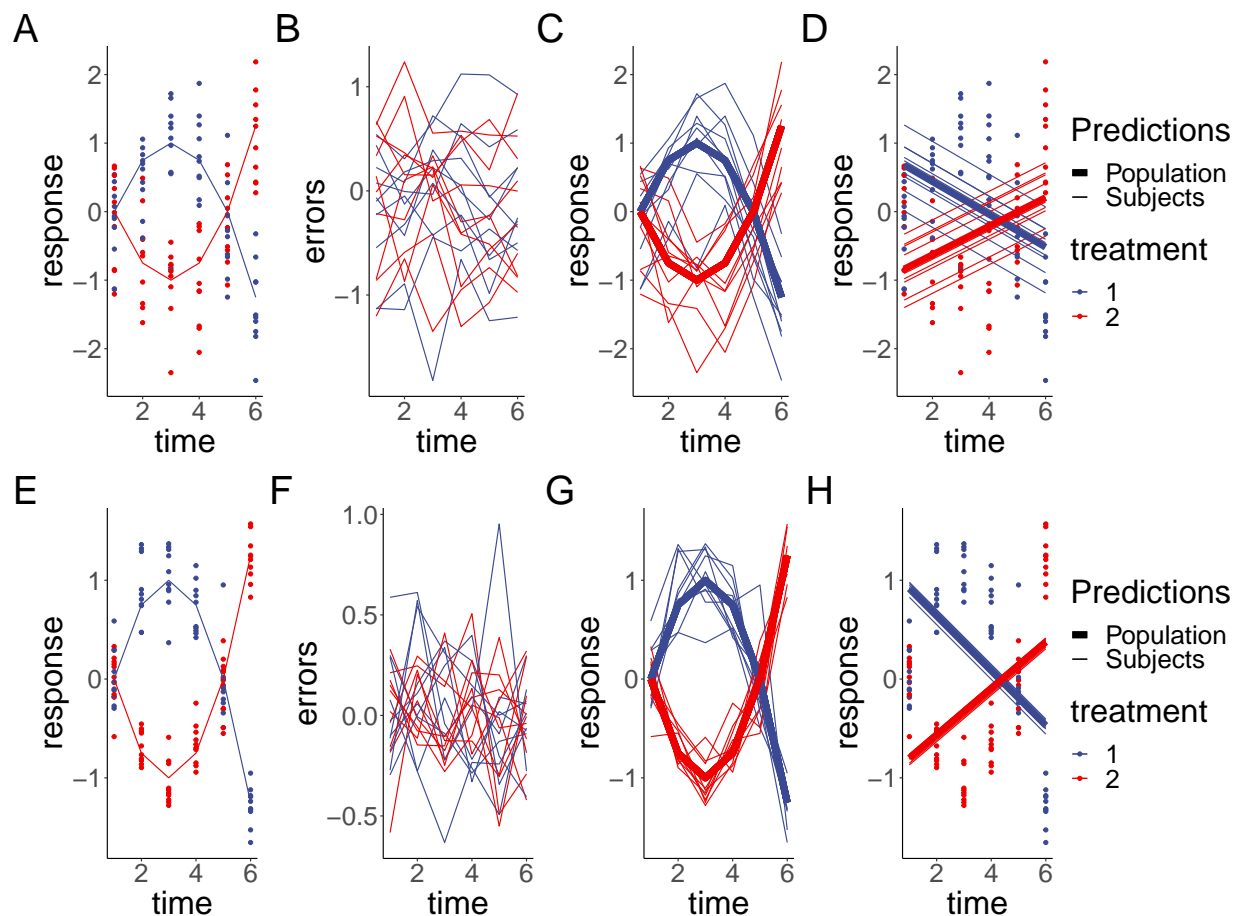 A
B
C
D
2
1
0
−1
−2
response
2
4
6
time
1
0
−1
errors
2
4
6
time
2
1
0
−1
−2
response
2
4
6
time
2
1
0
−1
−2
response
2
4
6
time
Predictions
Population
Subjects
treatment
1
2
E
F
G
H
1
0
−1
response
2
4
6
time
1.0
0.5
0.0
−0.5
errors
2
4
6
time
1
0
−1
response
2
4
6
time
1
0
−1
response
2
4
6
time
Predictions
Population
Subjects
treatment
1
2